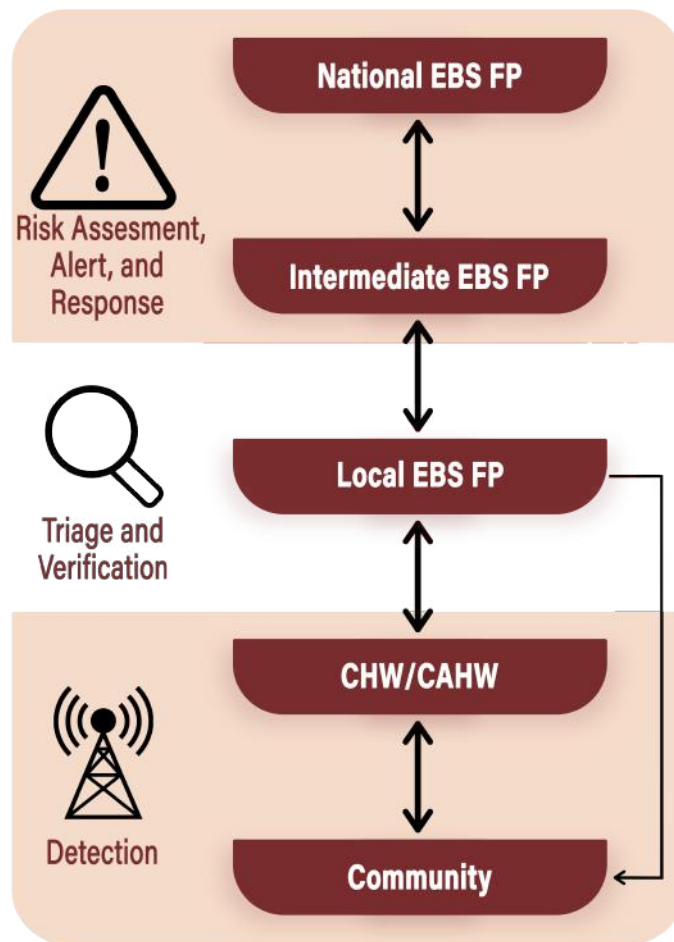 National EBS FP
Risk Assesment,
Alert, and
Response
Intermediate EBS FP
Local EBS FP
Triage and
Verification
CHW/CAHW
Detection
Community